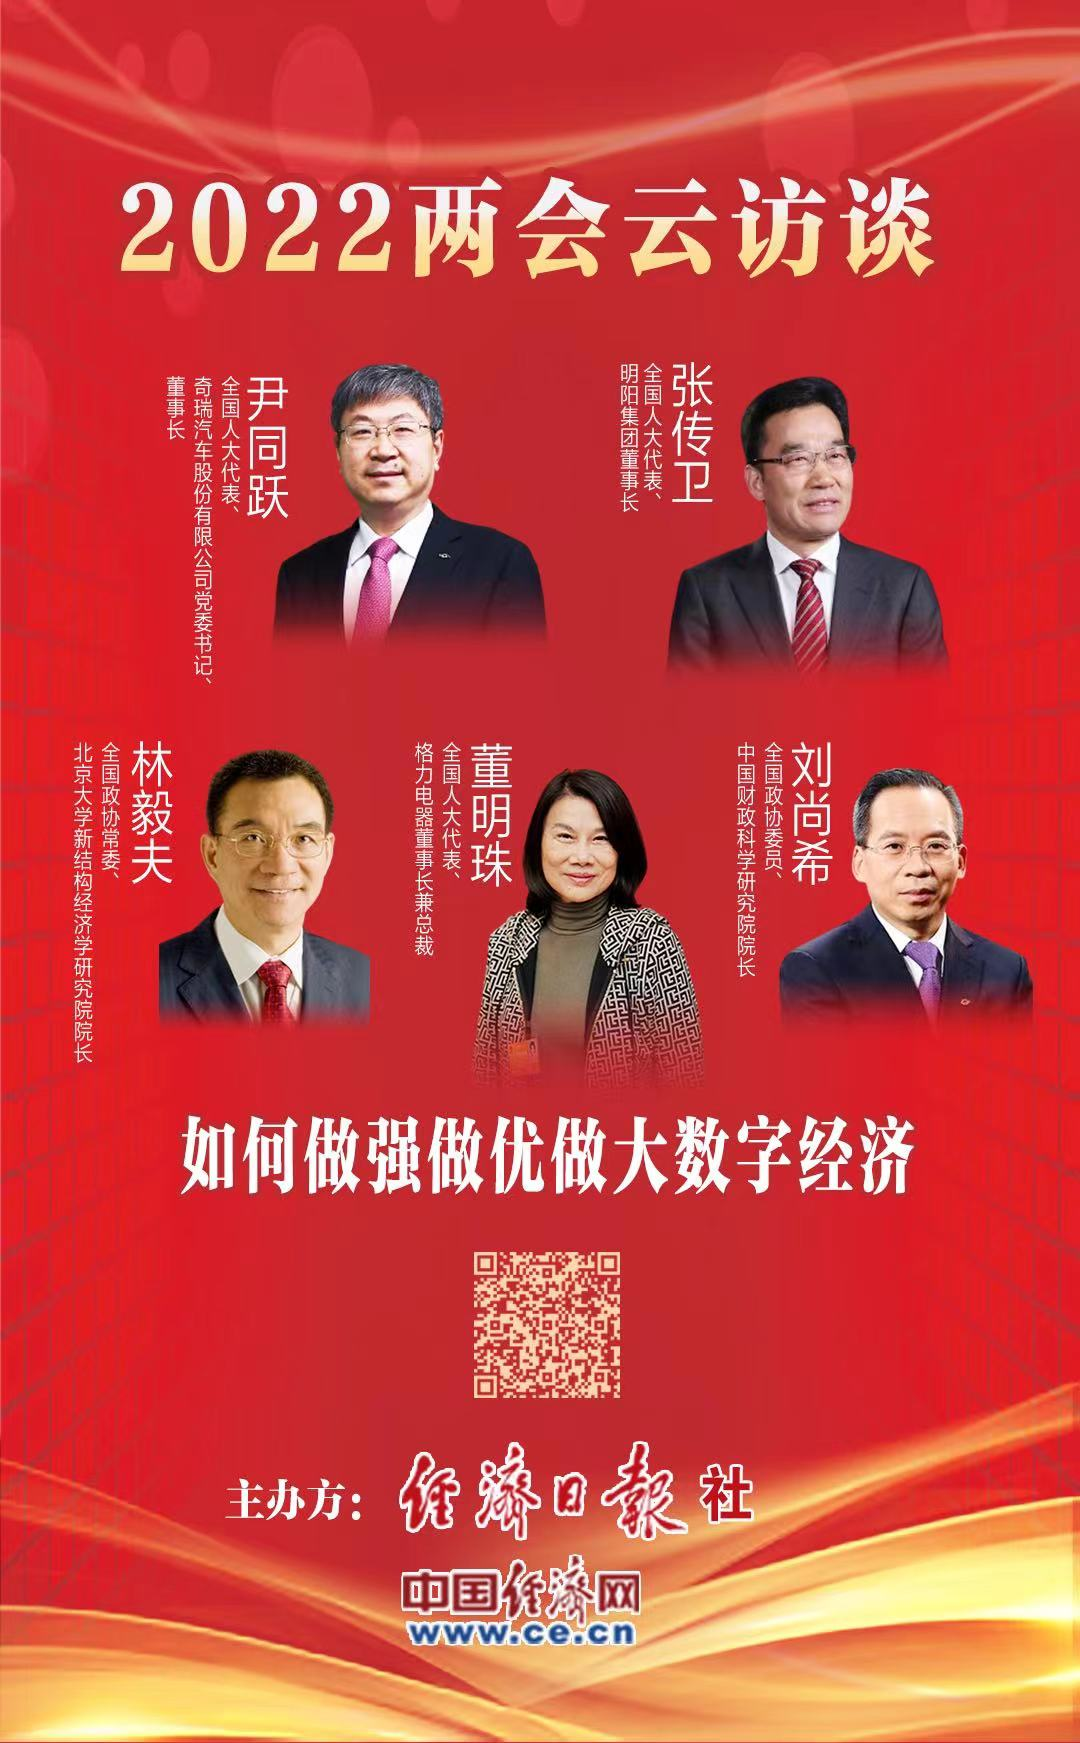 2022两会云访谈
尹同跃
全国人大代表、
奇瑞汽车股份有限公司党委书记、
董事长
张传卫
全国人大代表、
明阳集团董事长
林毅夫
全国政协常委、
北京大学新结构经济学研究院院长
董明珠
全国人大代表、
格力电器董事长兼总裁
刘尚希
全国政协委员、
中国财政科学研究院院长
如何做强做优做大数字经济
主办方：經濟日報社
中国经济网
www.ce.cn